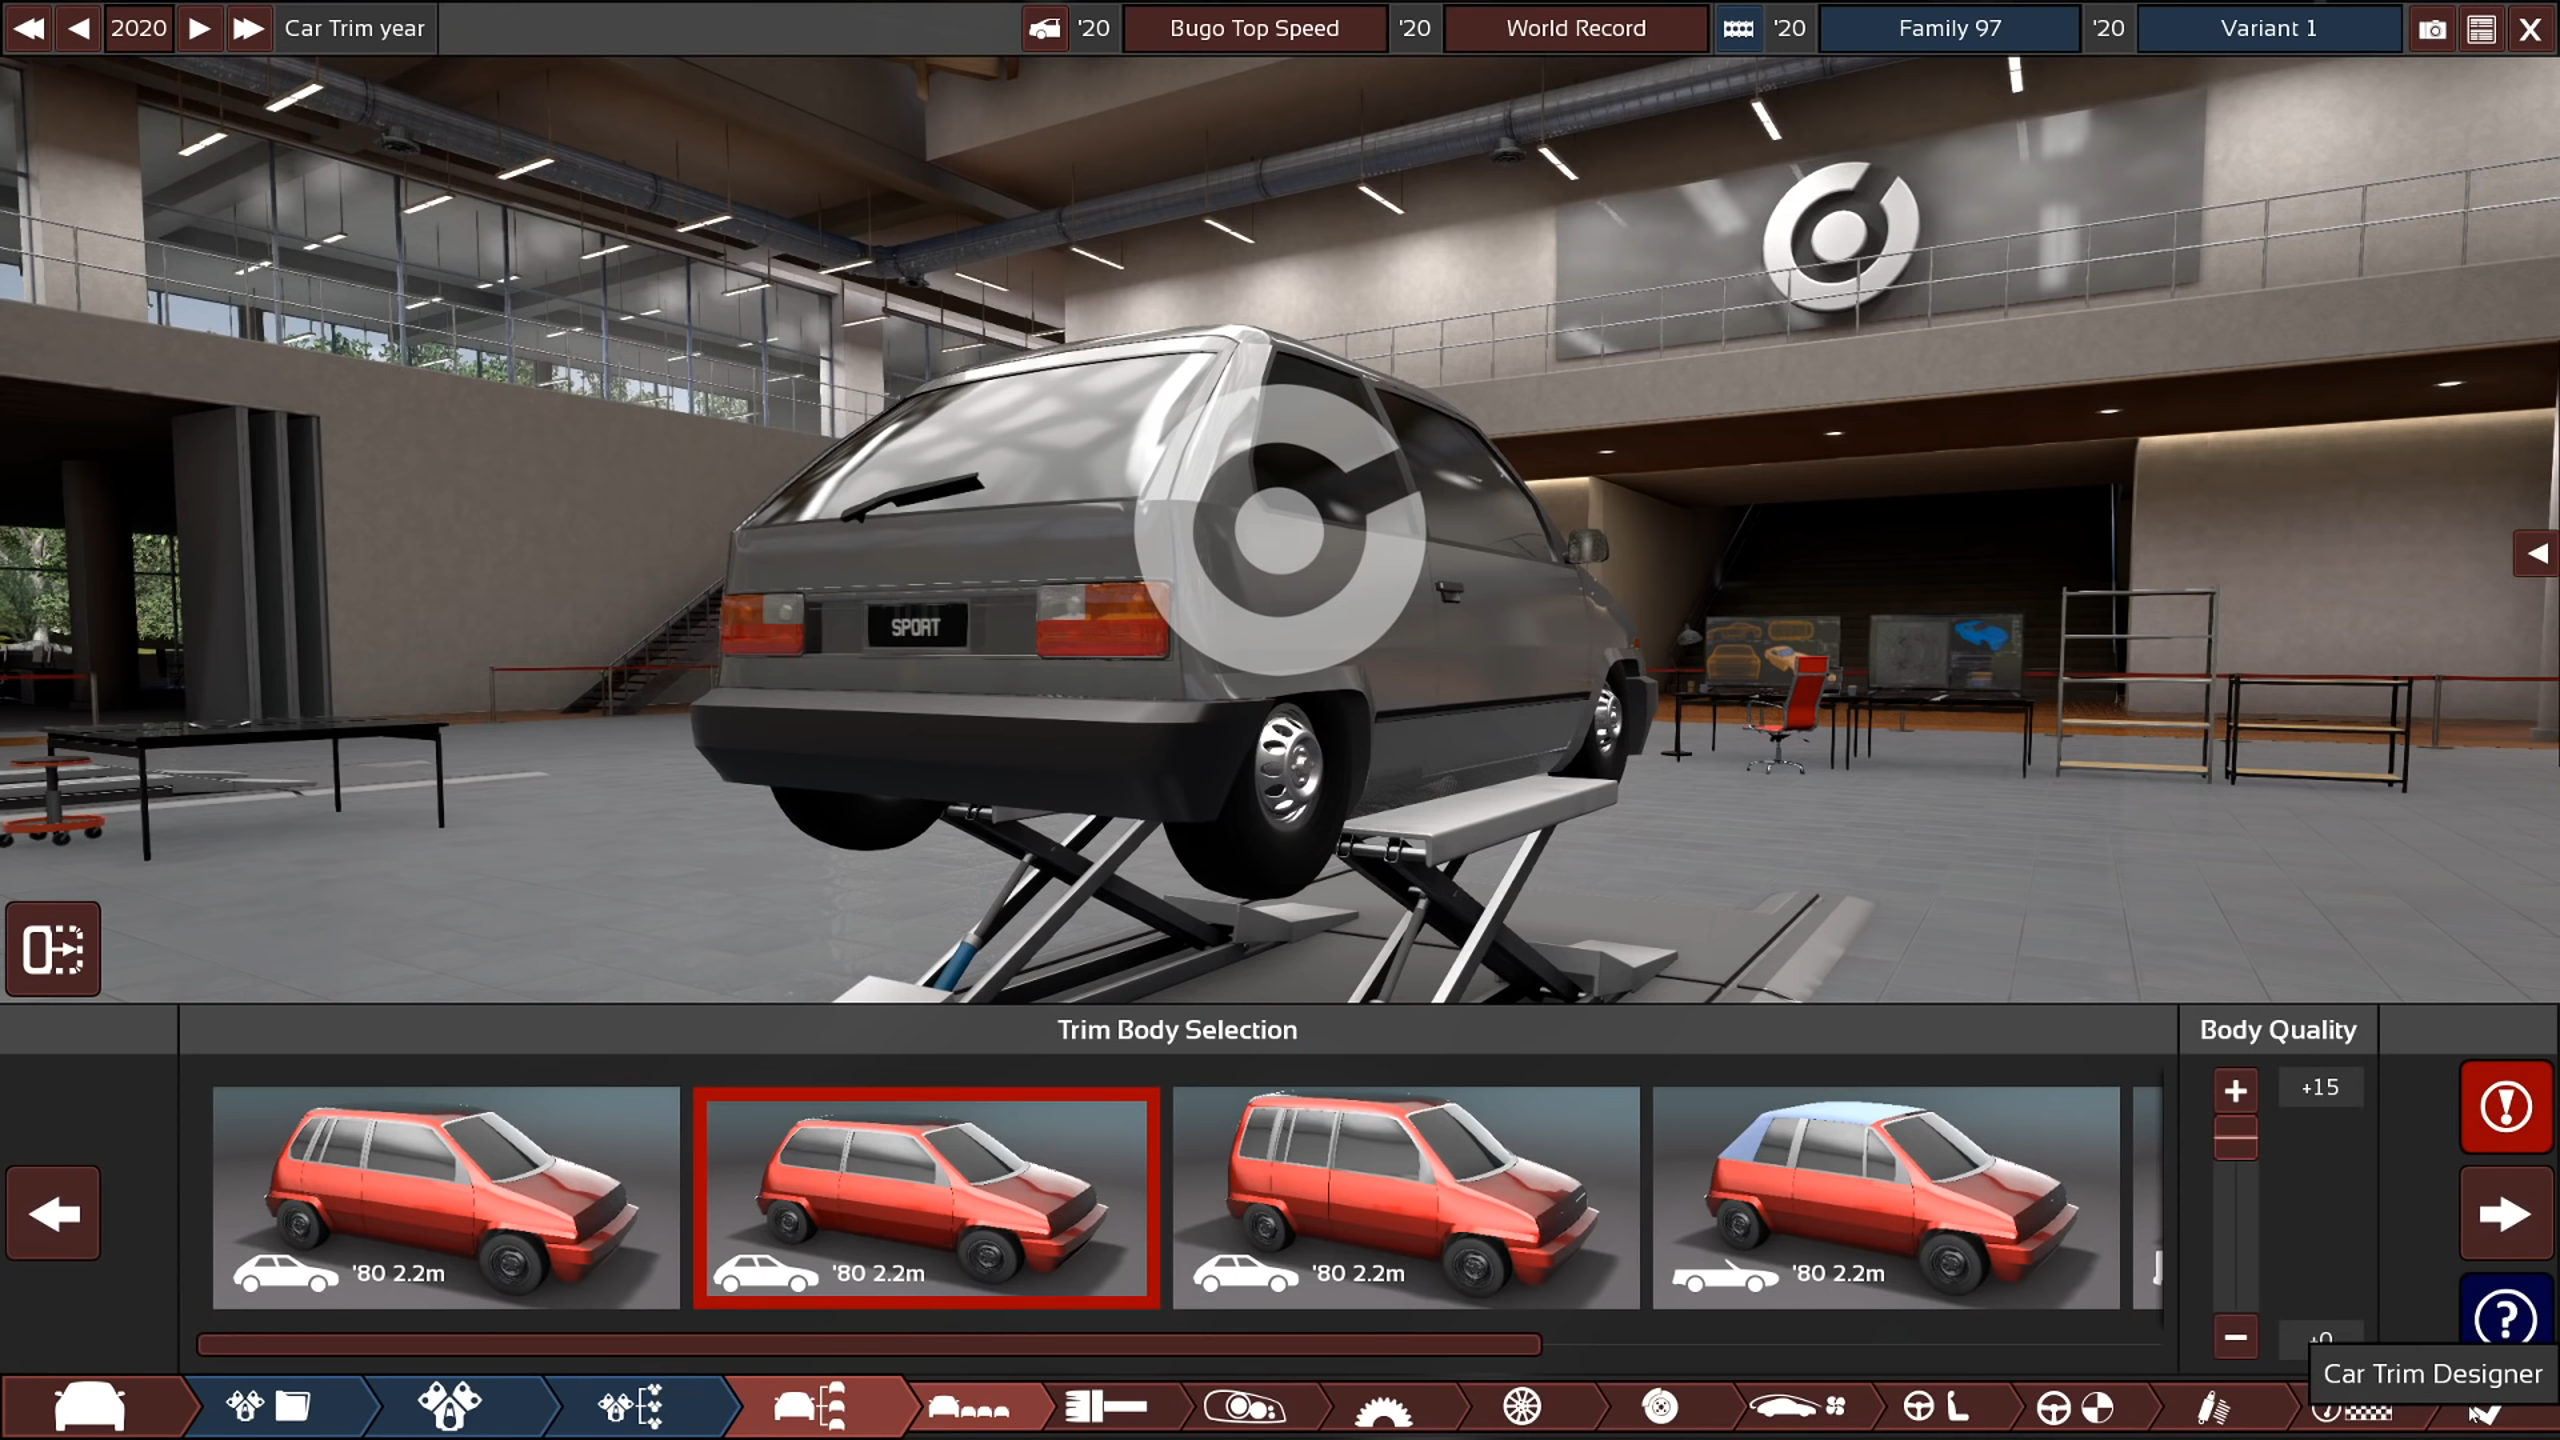 2020
Car Trim year
'20
Bugo Top Speed
'20
World Record
'20
Family 97
'20
Variant 1
SPORT
Trim Body Selection
Body Quality
+15
'80 2.2m
'80 2.2m
'80 2.2m
'80 2.2m
Car Trim Designer